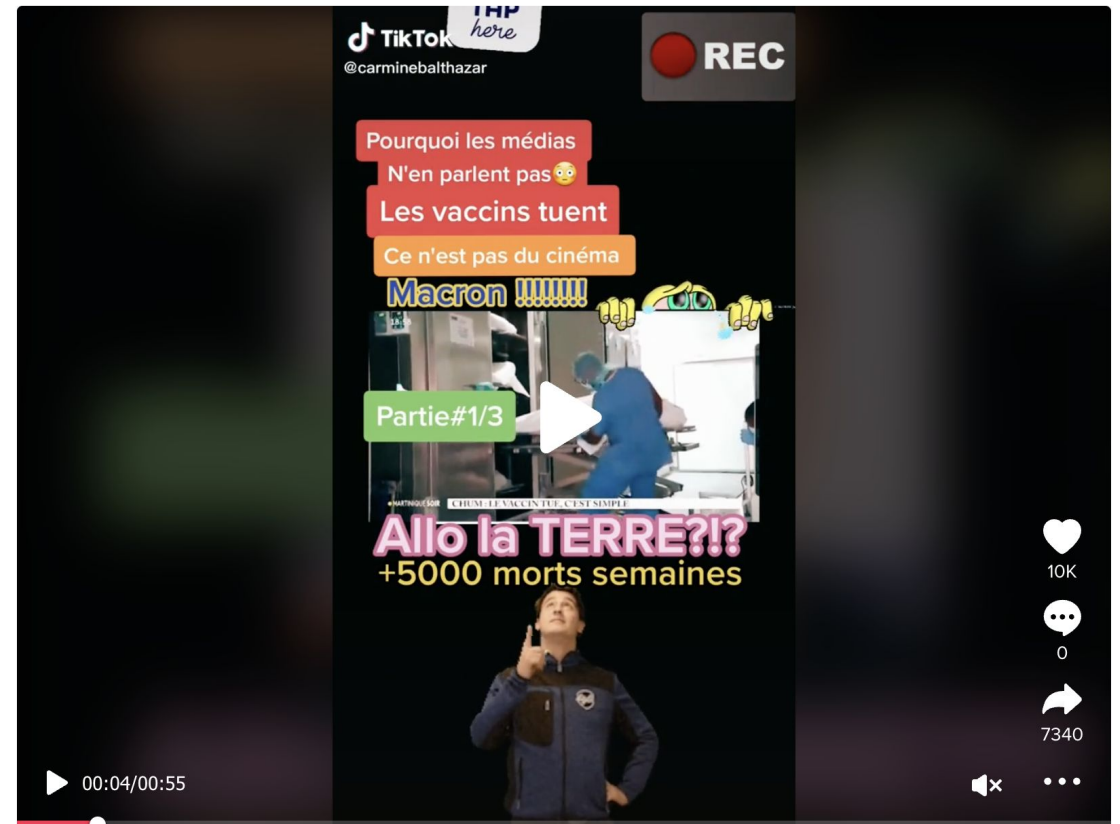 THP
here
TikTok
@carminebalthazar
REC
Pourquoi les médias
N'en parlent pas😳
Les vaccins tuent
Ce n'est pas du cinéma
Macron !!!!!!!!!
Partie#1/3
MARTINIQUE SOIR CHUM : LE VACCIN TUE, C'EST SIMPLE
Allo la TERRE?!?
+5000 morts semaines
10K
0
7340
00:04/00:55